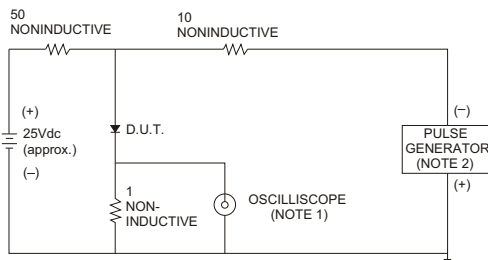 50
NONINDUCTIVE
10
NONINDUCTIVE
(+)
25Vdc
(approx.)
(–)
D.U.T.
1
NON-
INDUCTIVE
OSCILLISCOPE
(NOTE 1)
(–)
PULSE
GENERATOR
(NOTE 2)
(+)